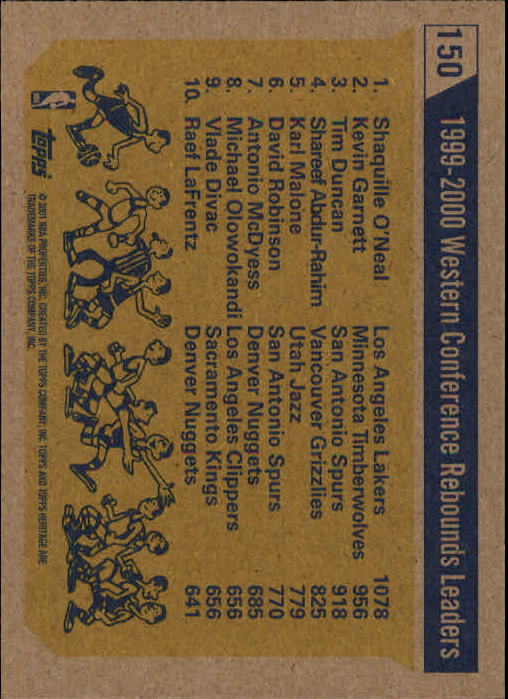 150 1999-2000 Western Conference Rebounds Leaders
1. Shaquille O'Neal Los Angeles Lakers 1078
2. Kevin Garnett Minnesota Timberwolves 956
3. Tim Duncan San Antonio Spurs 918
4. Shareef Abdur-Rahim Vancouver Grizzlies 825
5. Karl Malone Utah Jazz 779
6. David Robinson San Antonio Spurs 770
7. Antonio McDyess Denver Nuggets 685
8. Michael Olowokandi Los Angeles Clippers 656
9. Vlade Divac Sacramento Kings 656
10. Raef LaFrentz Denver Nuggets 641
NBA topps © 2001 NBA PROPERTIES, INC. CREATED BY THE TOPPS COMPANY, INC. TOPPS AND TOPPS HERITAGE ARE
TRADEMARKS OF THE TOPPS COMPANY, INC.